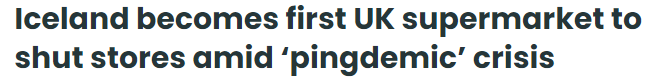 Iceland becomes first UK supermarket to
shut stores amid ‘pingdemic’ crisis